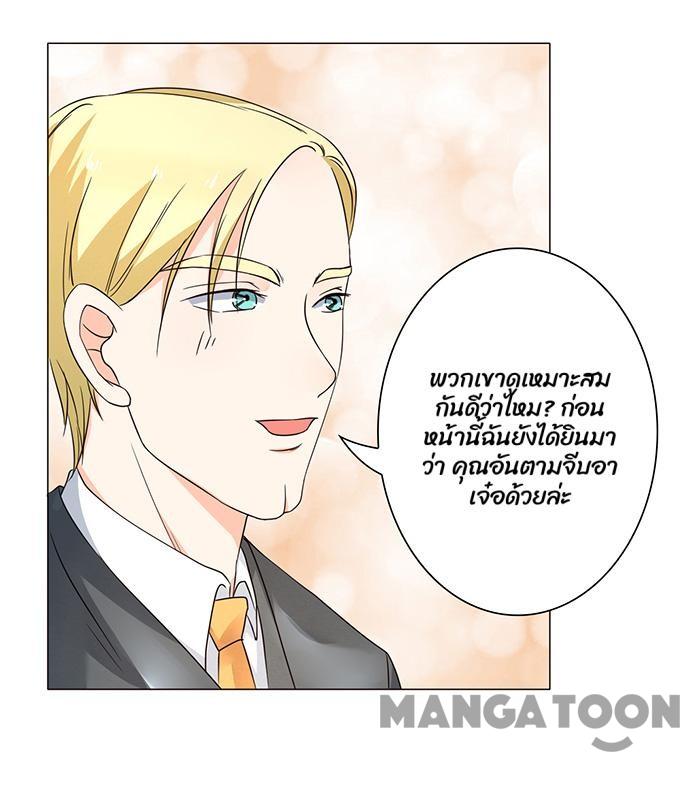 พวกเขาดูเหมาะสม
กันดีว่าไหม? ก่อน
หน้านี้ฉันยังได้ยินมา
ว่า คุณอันตามจีบอา
เจ๋อด้วยล่ะ
MANGATOON